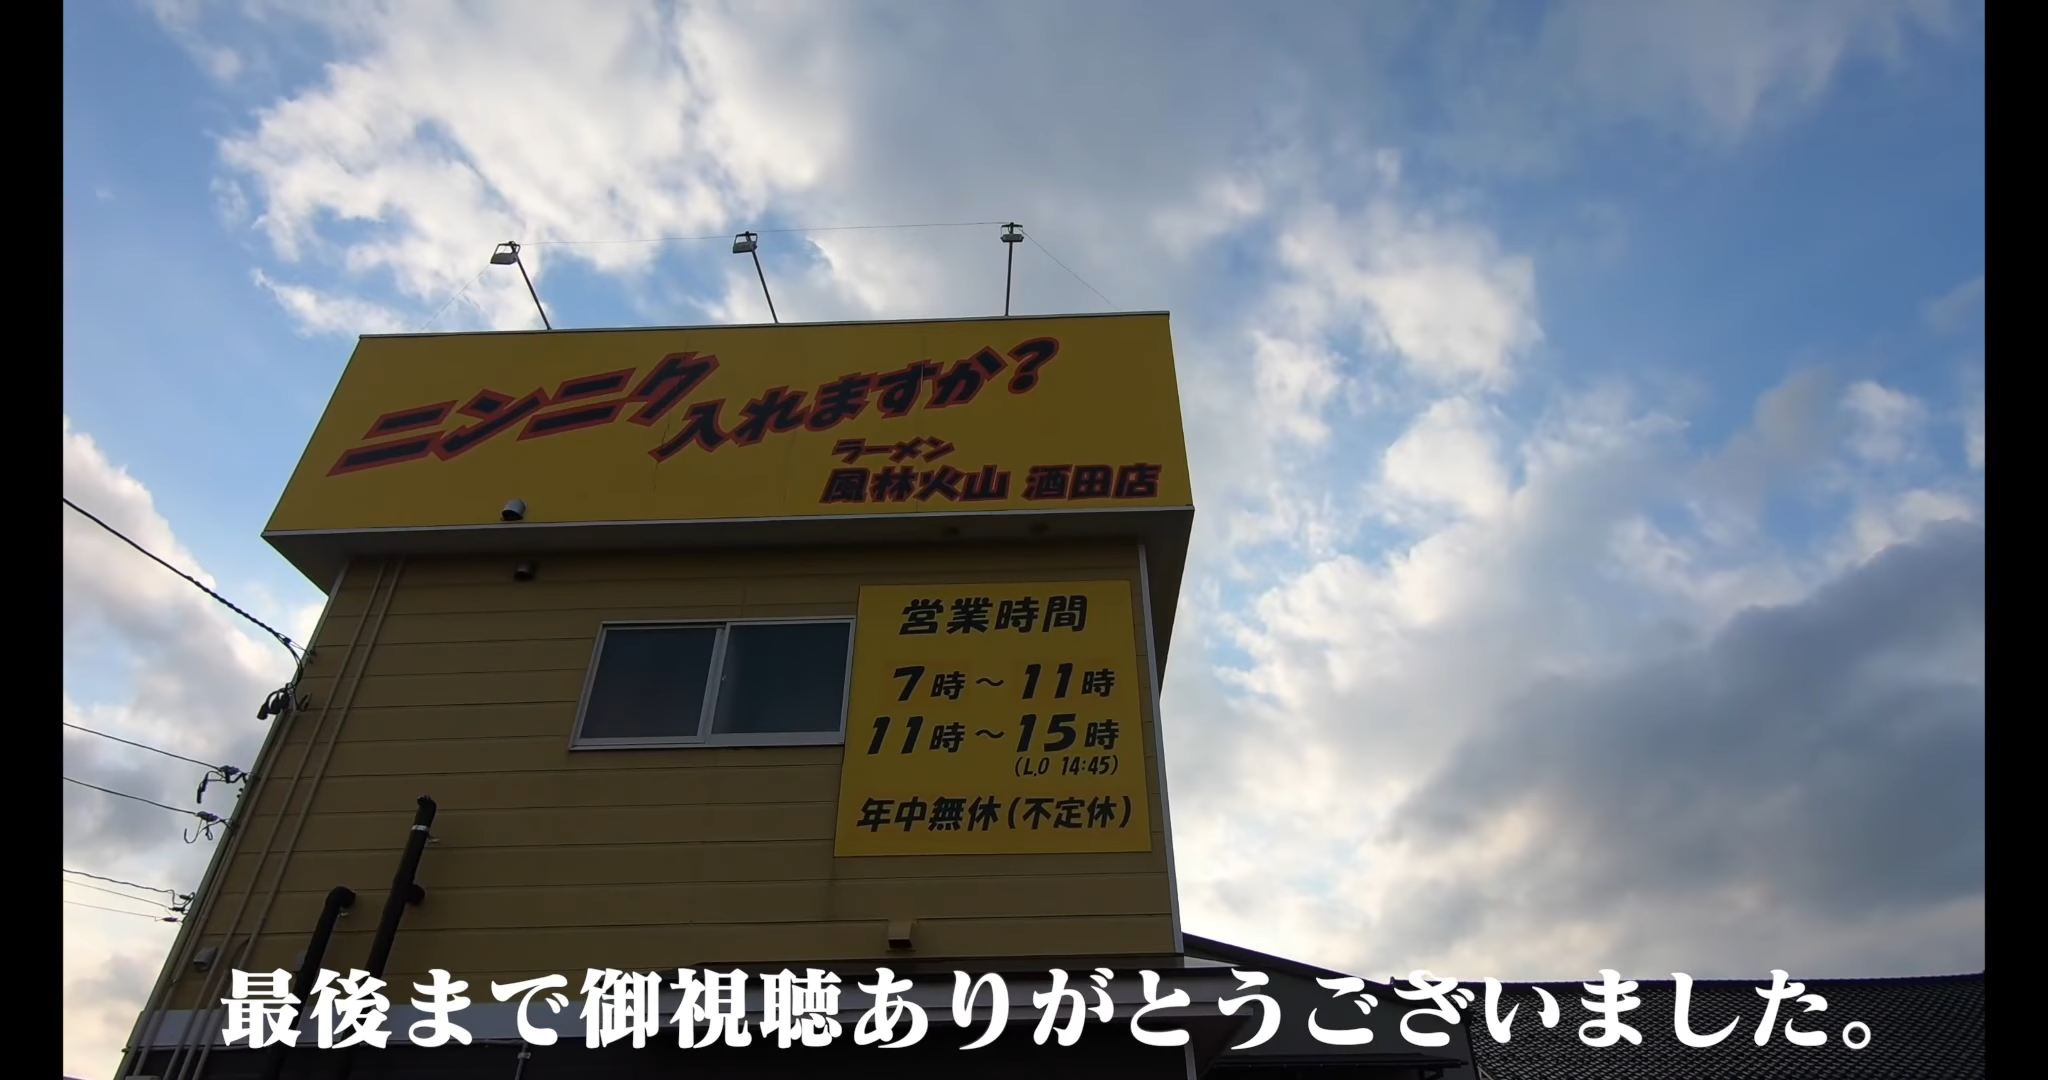 ニンニク入れますか?
ラーメン
風林火山 酒田店
営業時間
7時～11時
11時～15時
(L.O 14:45)
年中無休(不定休)
最後まで御視聴ありがとうございました。